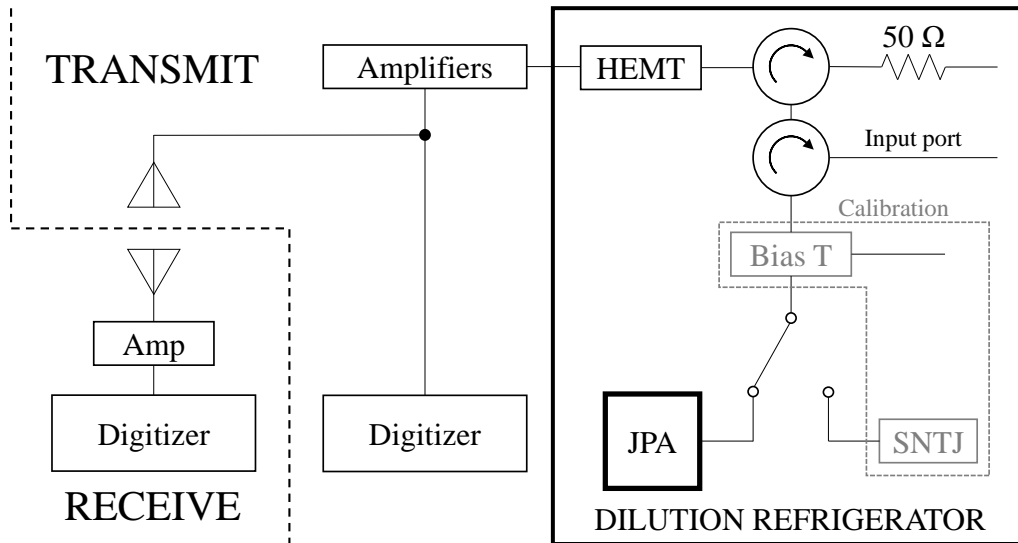 TRANSMIT
Amplifiers
HEMT
50 Ω
Input port
Calibration
Bias T
Amp
Digitizer
Digitizer
JPA
SNTJ
RECEIVE
DILUTION REFRIGERATOR